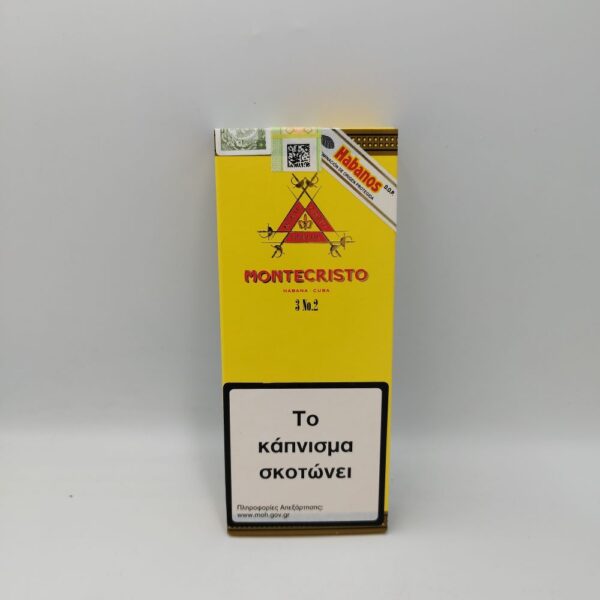 Habanos D.O.P.
MONTECRISTO
HABANA CUBA
3 No.2
Το
κάπνισμα
σκοτώνει
Πληροφορίες Απεξάρτησης:
www.moh.gov.gr